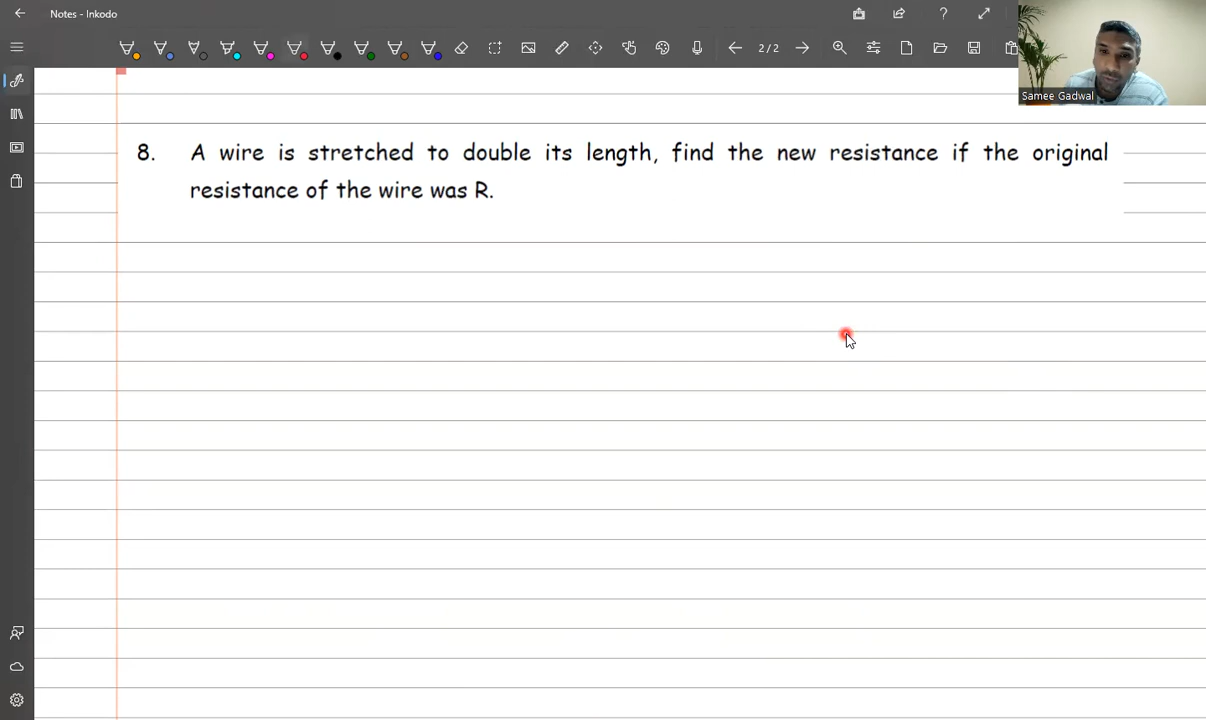 Notes - Inkodo
2/2
Samee Gadwal
8. A wire is stretched to double its length, find the new resistance if the original
resistance of the wire was R.